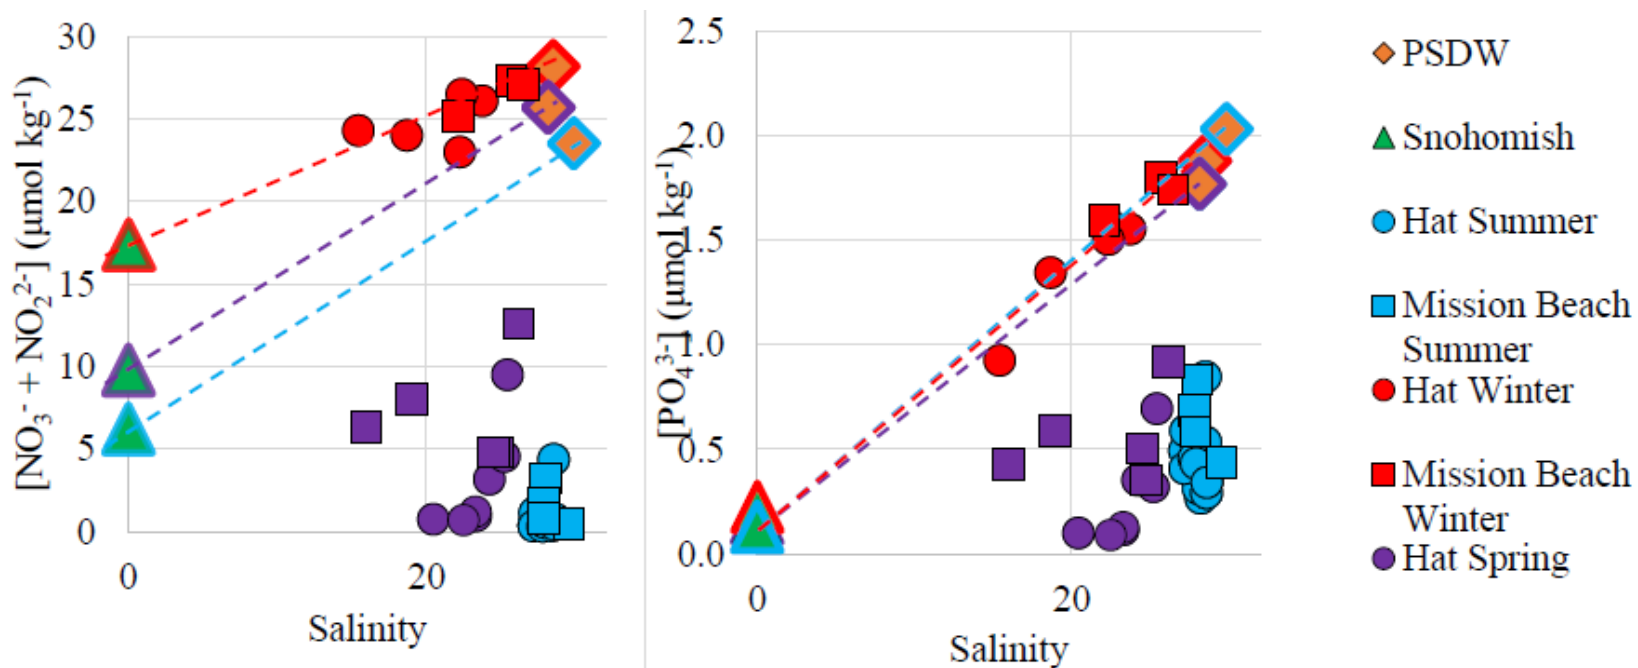 [NO₃⁻ + NO₂²⁻] (μmol kg⁻¹)
30
25
20
15
10
5
0
0
20
Salinity
[PO₄³⁻] (μmol kg⁻¹)
2.5
2.0
1.5
1.0
0.5
0.0
0
20
Salinity
PSDW
Snohomish
Hat Summer
Mission Beach
Summer
Hat Winter
Mission Beach
Winter
Hat Spring